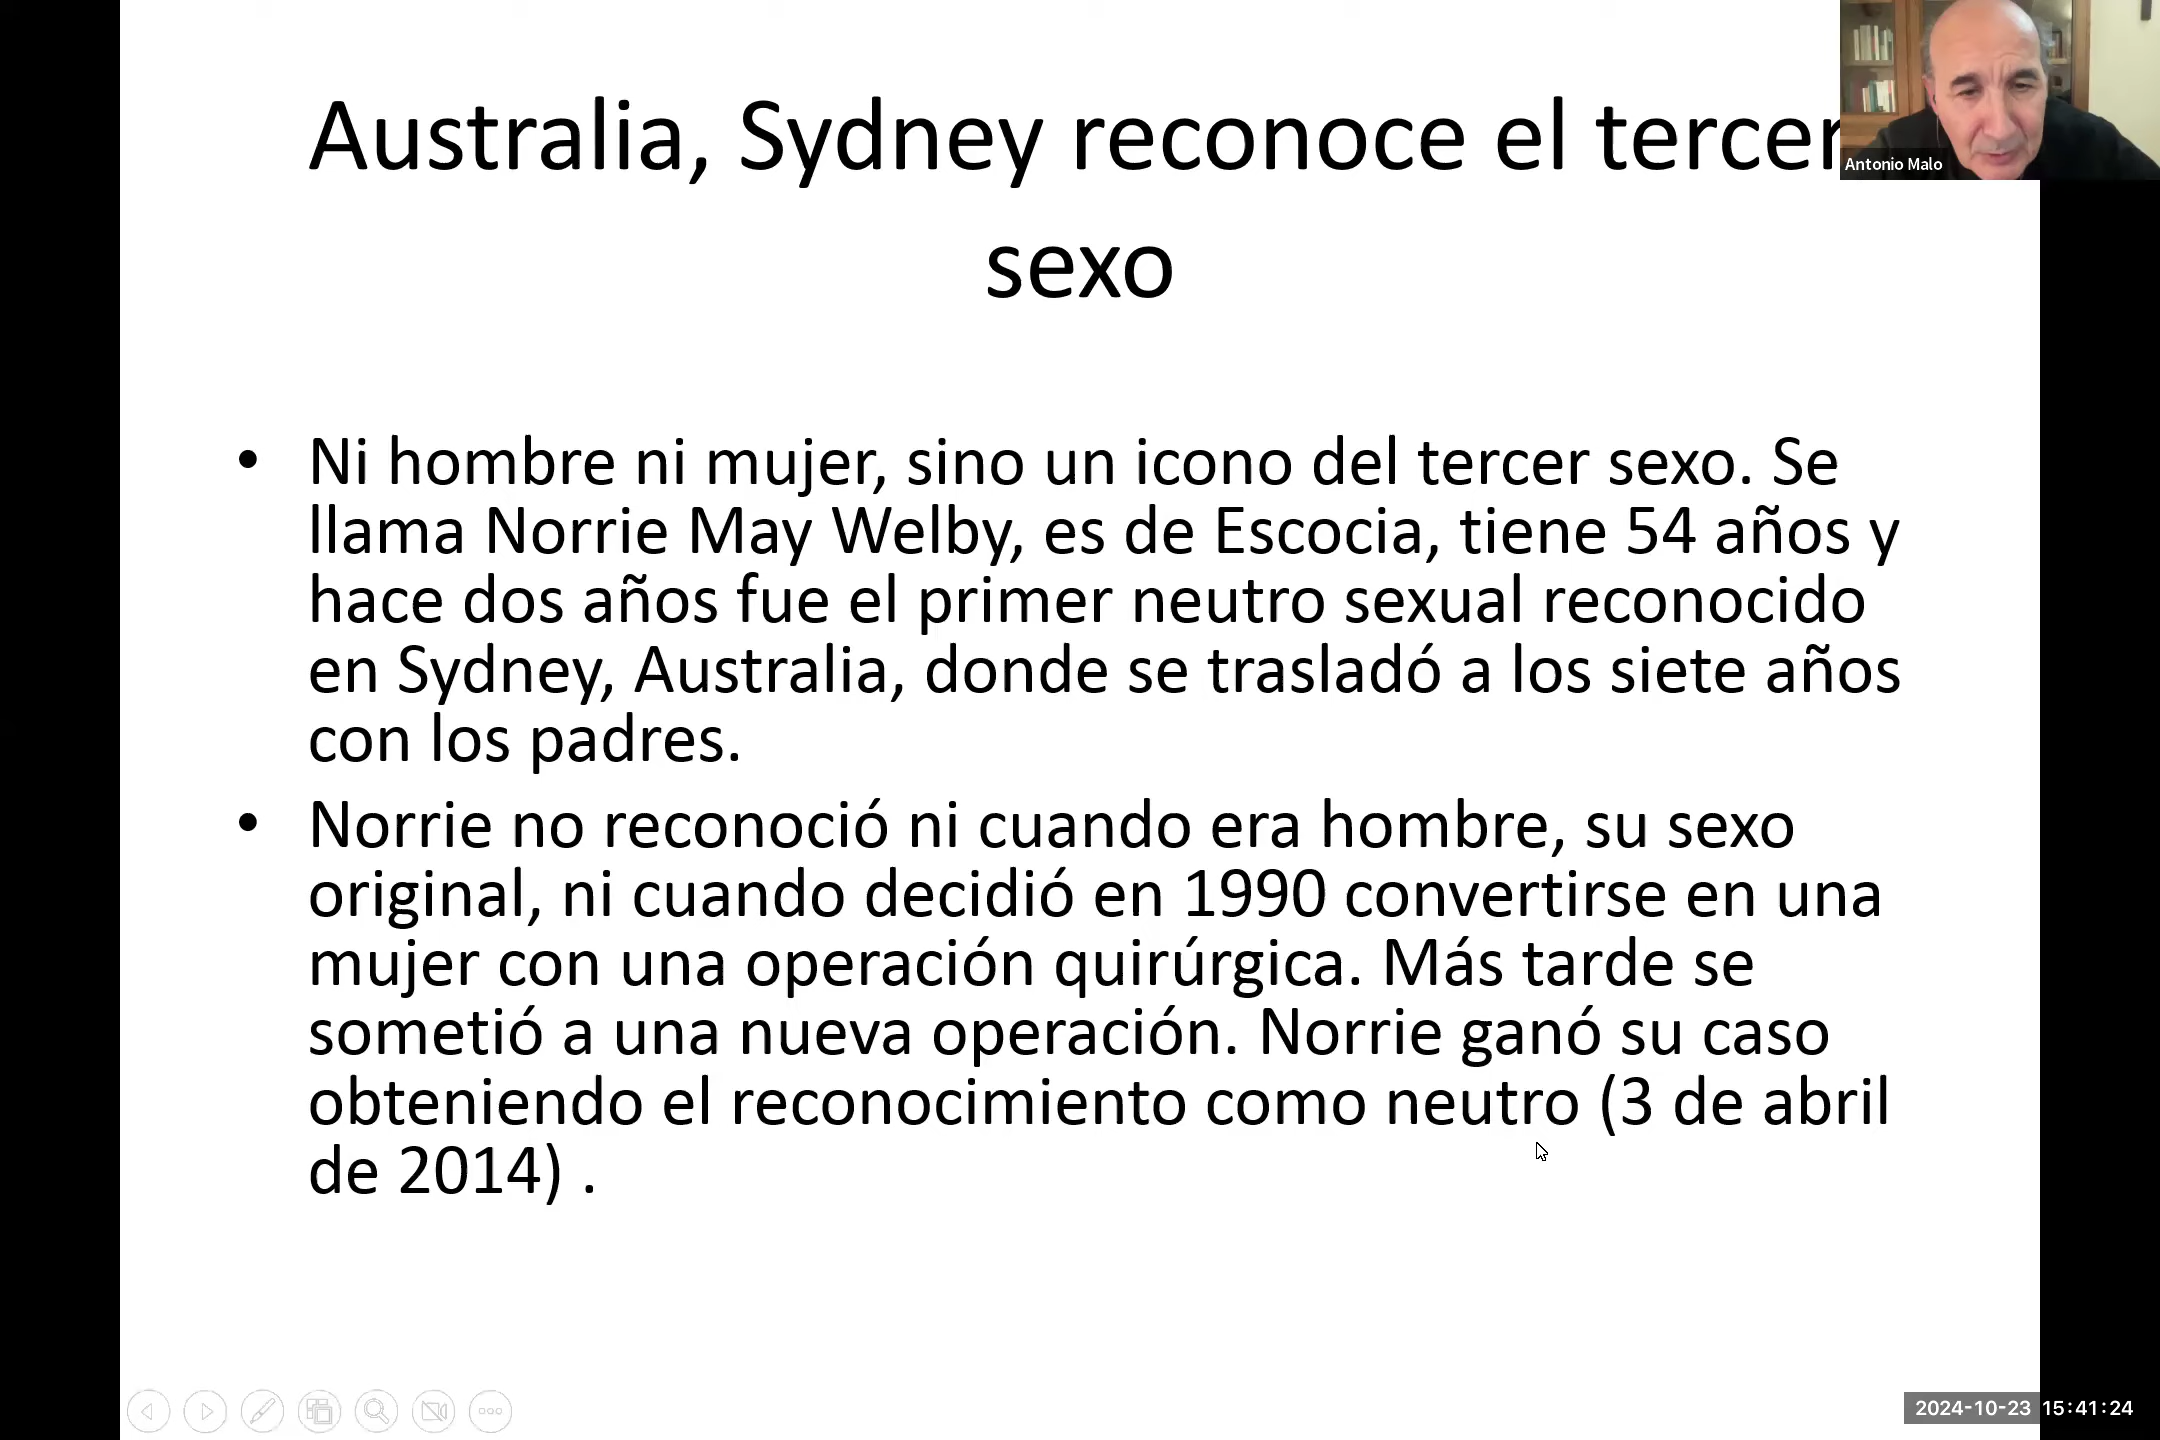 Australia, Sydney reconoce el tercer
sexo
Antonio Malo
• Ni hombre ni mujer, sino un icono del tercer sexo. Se
llama Norrie May Welby, es de Escocia, tiene 54 años y
hace dos años fue el primer neutro sexual reconocido
en Sydney, Australia, donde se trasladó a los siete años
con los padres.
• Norrie no reconoció ni cuando era hombre, su sexo
original, ni cuando decidió en 1990 convertirse en una
mujer con una operación quirúrgica. Más tarde se
sometió a una nueva operación. Norrie ganó su caso
obteniendo el reconocimiento como neutro (3 de abril
de 2014) .
2024-10-23 15:41:24